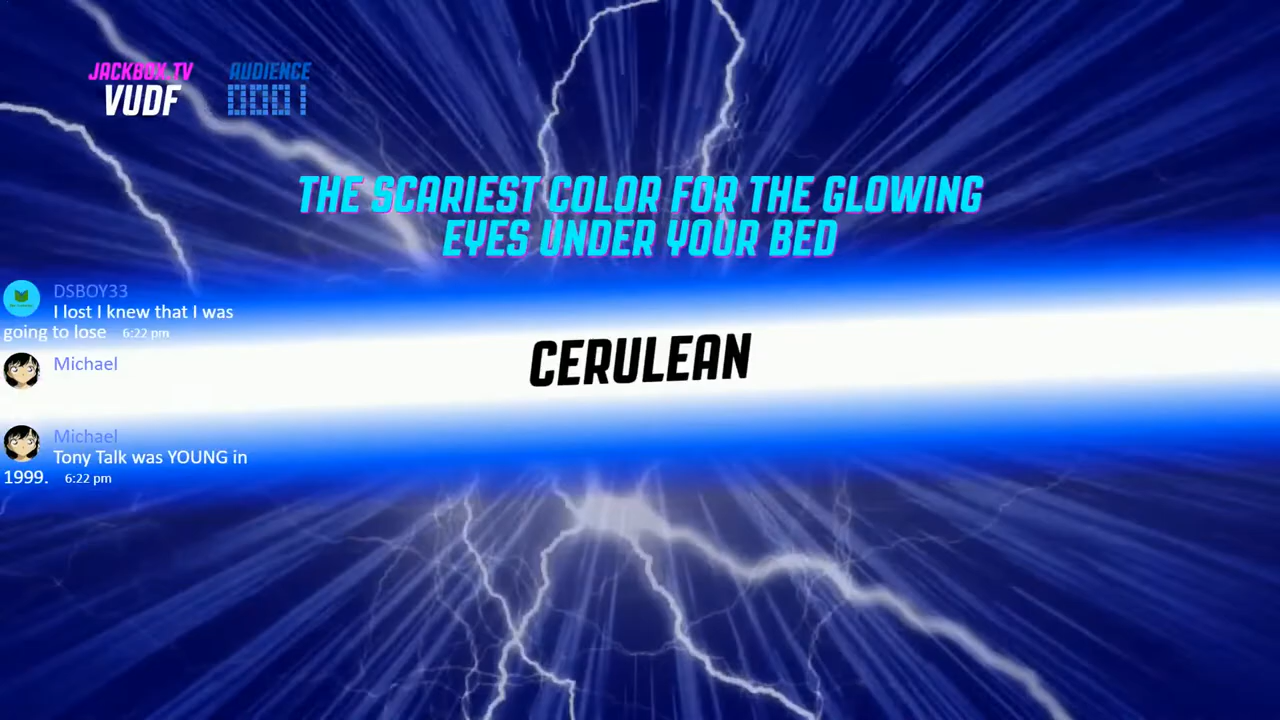 JACKBOX.TV
VUDF
AUDIENCE
0001
THE SCARIEST COLOR FOR THE GLOWING
EYES UNDER YOUR BED
CERULEAN
DSBOY33
I lost I knew that I was
going to lose 6:22 pm
Michael
Michael
Tony Talk was YOUNG in
1999. 6:22 pm